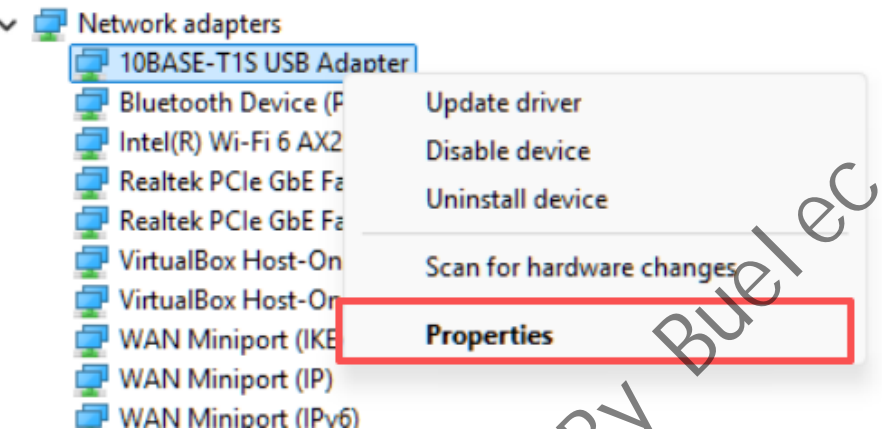 Network adapters
10BASE-T1S USB Adapter
Bluetooth Device (P
Intel(R) Wi-Fi 6 AX2
Realtek PCIe GbE Fa
Realtek PCIe GbE Fa
VirtualBox Host-On
VirtualBox Host-On
WAN Miniport (IKE
WAN Miniport (IP)
WAN Miniport (IPv6)
Update driver
Disable device
Uninstall device
Scan for hardware changes
Properties
By Buelec